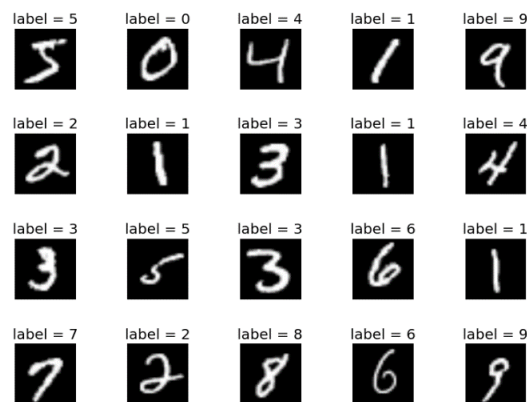 label = 5 label = 0 label = 4 label = 1 label = 9
5 0 4 1 9
label = 2 label = 1 label = 3 label = 1 label = 4
2 1 3 1 4
label = 3 label = 5 label = 3 label = 6 label = 1
3 5 3 6 1
label = 7 label = 2 label = 8 label = 6 label = 9
7 2 8 6 9